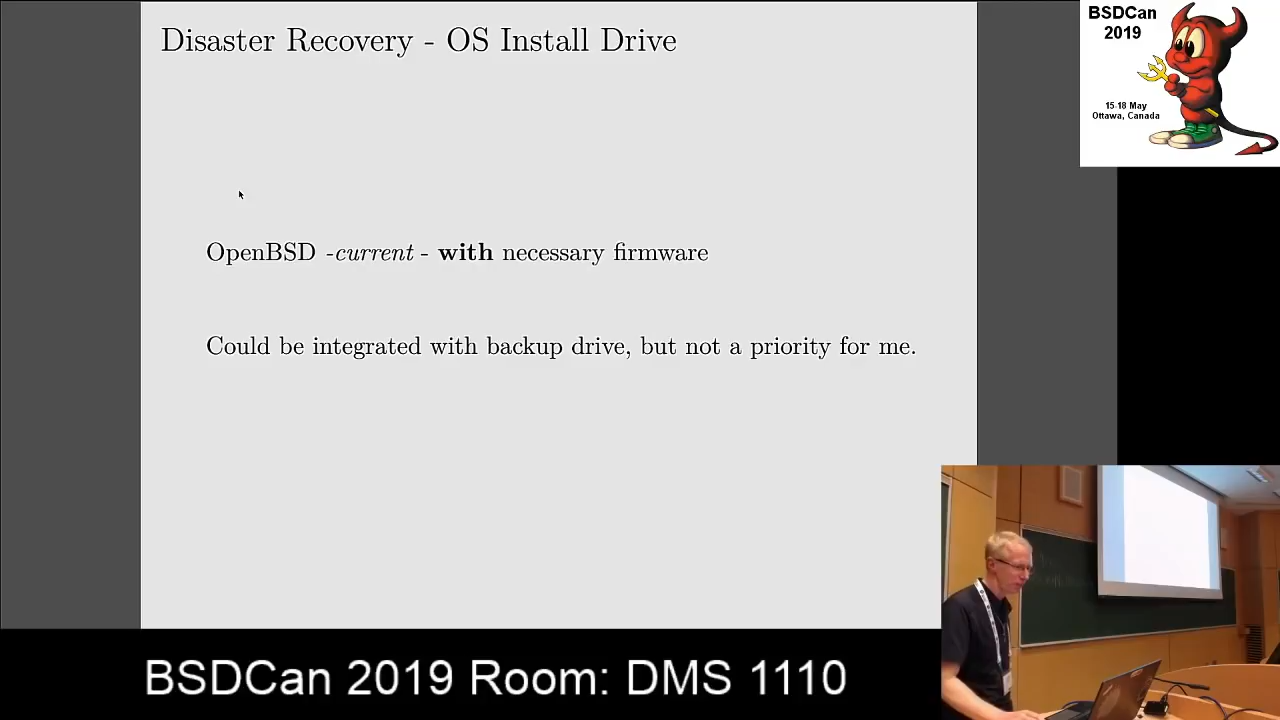 Disaster Recovery - OS Install Drive
OpenBSD -current - with necessary firmware
Could be integrated with backup drive, but not a priority for me.
BSDCan
2019
15-18 May
Ottawa, Canada
BSDCan 2019 Room: DMS 1110